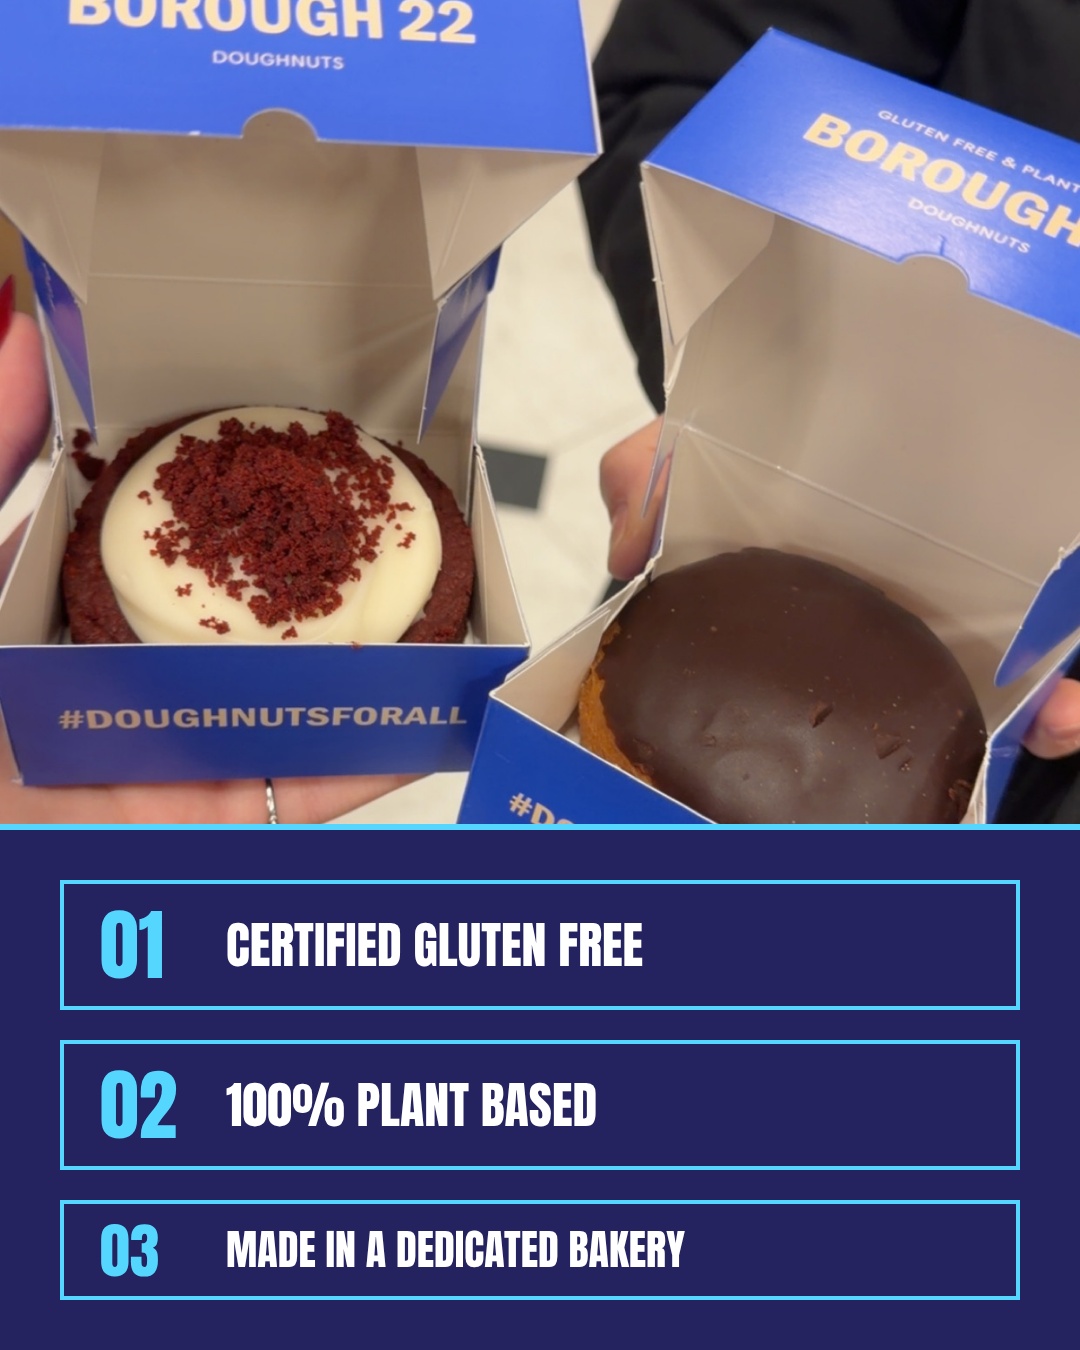 BOROUGH 22
DOUGHNUTS
#DOUGHNUTSFORALL
GLUTEN FREE & PLANT
BOROUGH
DOUGHNUTS
#DO
01 CERTIFIED GLUTEN FREE
02 100% PLANT BASED
03 MADE IN A DEDICATED BAKERY